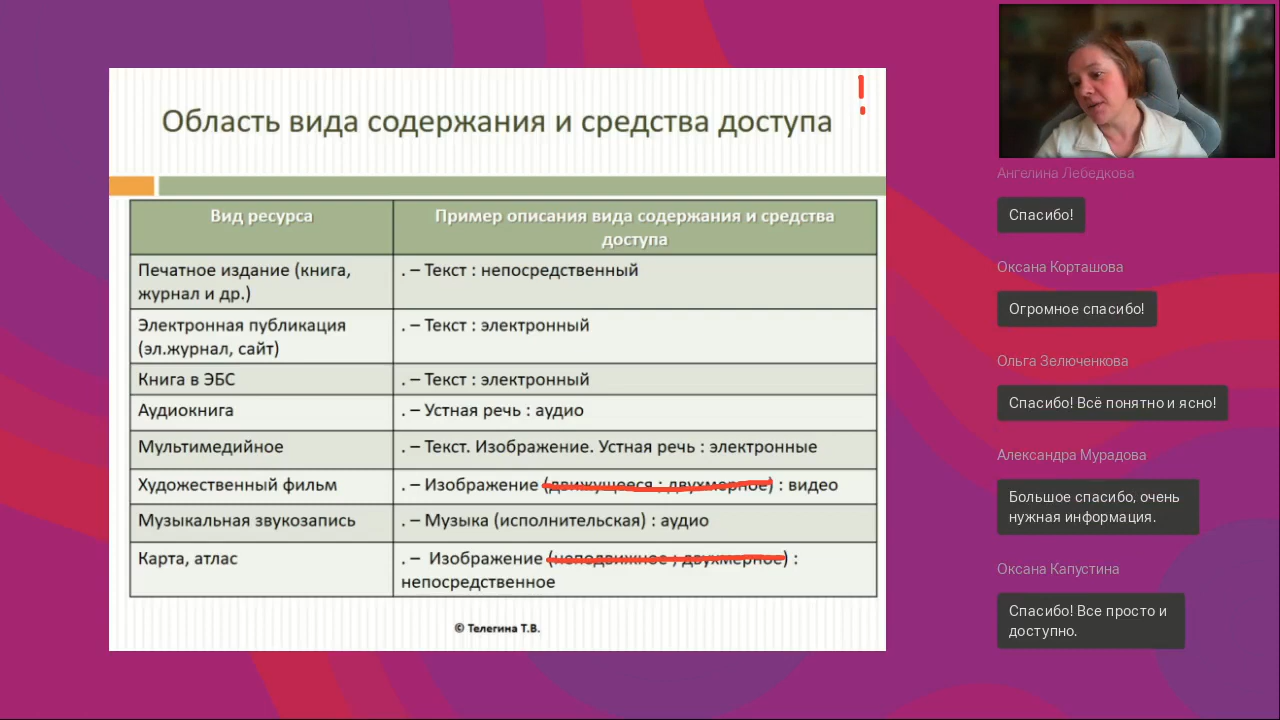 !
Область вида содержания и средства доступа
Вид ресурса
Пример описания вида содержания и средства
доступа
Печатное издание (книга,
журнал и др.)
. – Текст : непосредственный
Электронная публикация
(эл.журнал, сайт)
. – Текст : электронный
Книга в ЭБС
. – Текст : электронный
Аудиокнига
. – Устная речь : аудио
Мультимедийное
. – Текст. Изображение. Устная речь : электронные
Художественный фильм
. – Изображение (движущееся ; двухмерное) : видео
Музыкальная звукозапись
. – Музыка (исполнительская) : аудио
Карта, атлас
. – Изображение (неподвижное ; двухмерное) :
непосредственное
© Телегина Т.В.
Ангелина Лебедкова
Спасибо!
Оксана Корташова
Огромное спасибо!
Ольга Зелюченкова
Спасибо! Всё понятно и ясно!
Александра Мурадова
Большое спасибо, очень
нужная информация.
Оксана Капустина
Спасибо! Все просто и
доступно.